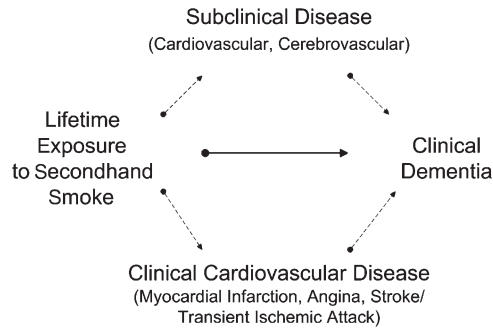 Subclinical Disease
(Cardiovascular, Cerebrovascular)
Lifetime
Exposure
to Secondhand
Smoke
Clinical
Dementia
Clinical Cardiovascular Disease
(Myocardial Infarction, Angina, Stroke/
Transient Ischemic Attack)